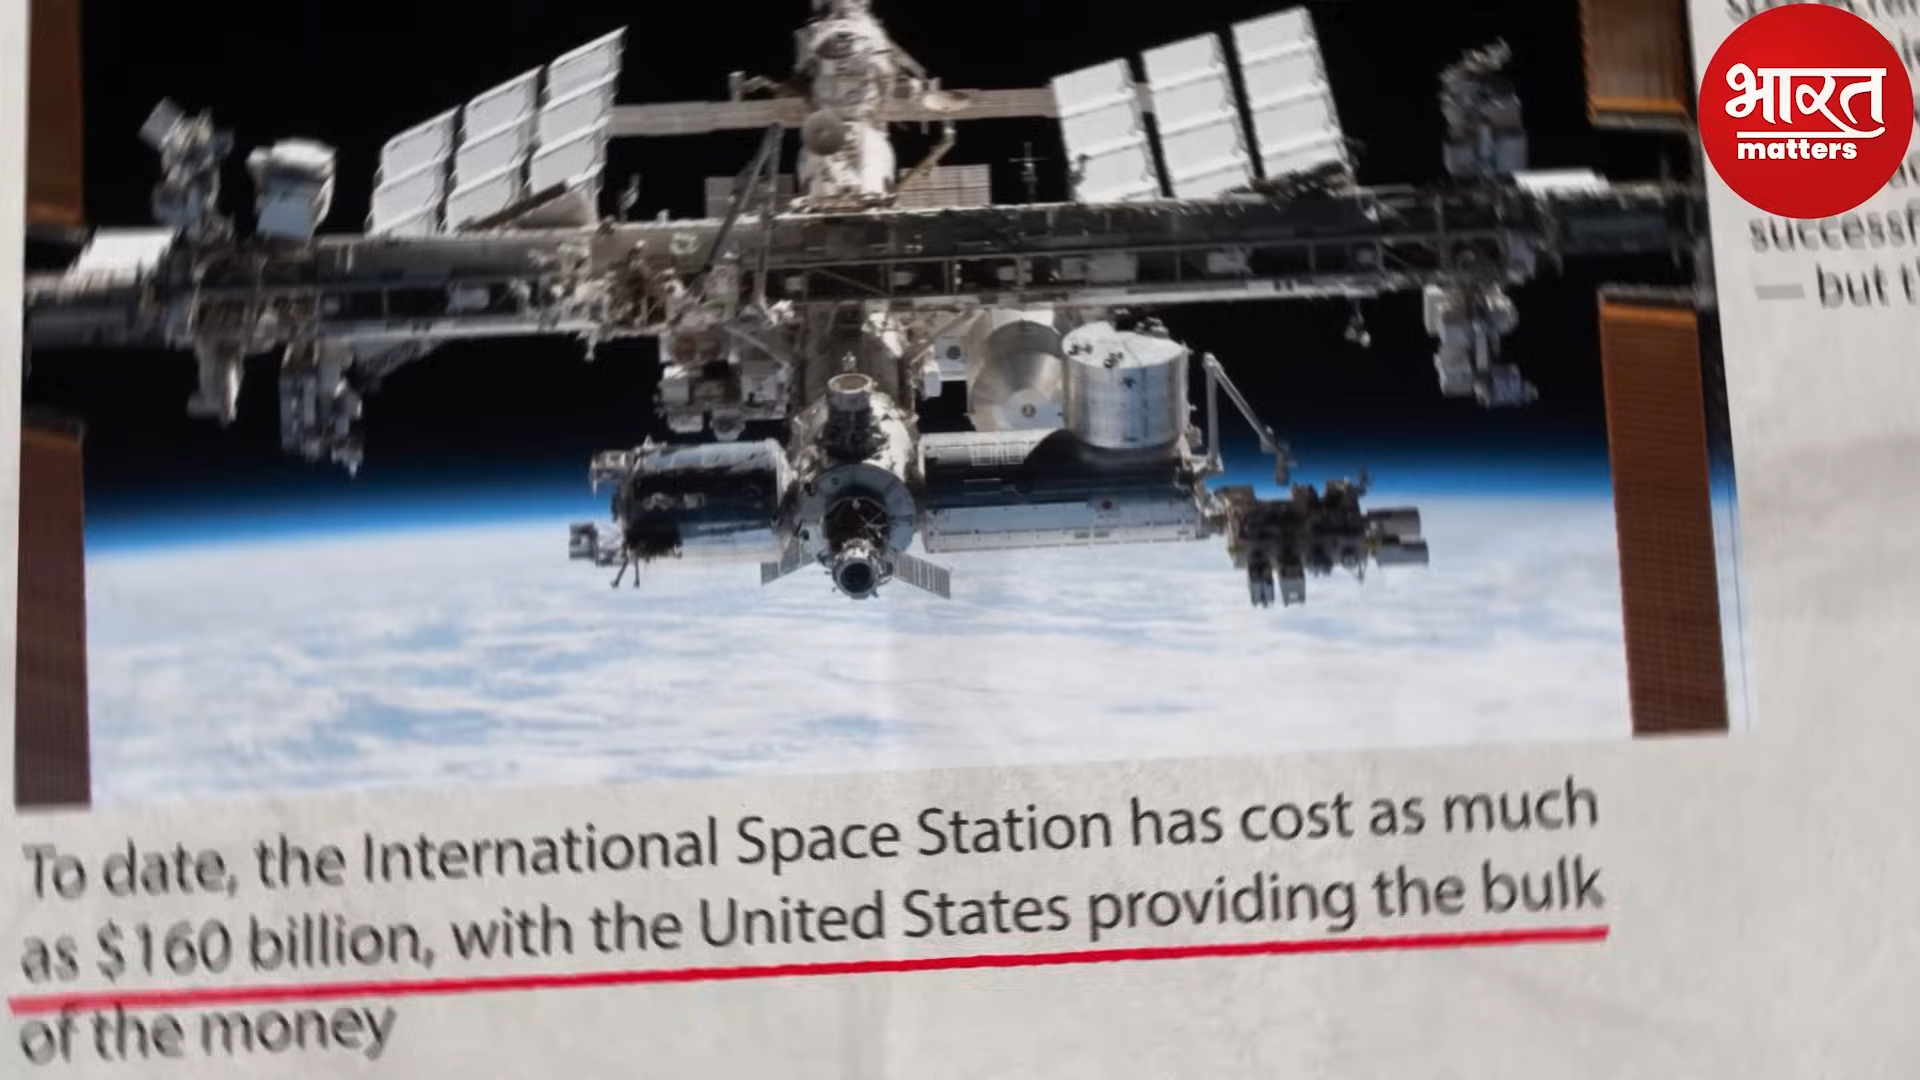 भारत
matters
successf
— but t
To date, the International Space Station has cost as much
as $160 billion, with the United States providing the bulk
of the money